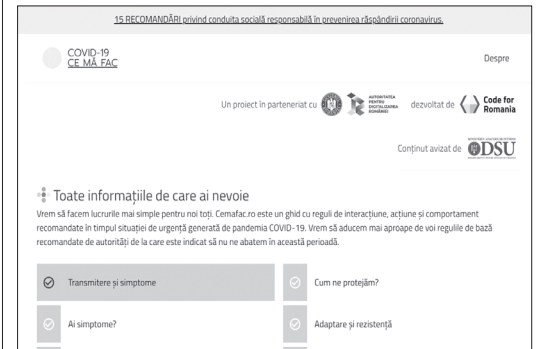 15 RECOMANDĂRI privind conduita socială responsabilă în prevenirea răspândirii coronavirus.
COVID-19
CE MĂ FAC
Despre
Un proiect în parteneriat cu
AUTORITATEA
PENTRU
DIGITALIZAREA
ROMÂNIEI
dezvoltat de
Code for
Romania
Conținut avizat de
DSU
Toate informațiile de care ai nevoie
Vrem să facem lucrurile mai simple pentru noi toți. Cemafac.ro este un ghid cu reguli de interacțiune, acțiune și comportament
recomandate în timpul situației de urgență generată de pandemia COVID-19. Vrem să aducem mai aproape de voi regulile de bază
recomandate de autorități de la care este indicat să nu ne abatem în această perioadă.
Transmitere și simptome
Cum ne protejăm?
Ai simptome?
Adaptare și rezistență